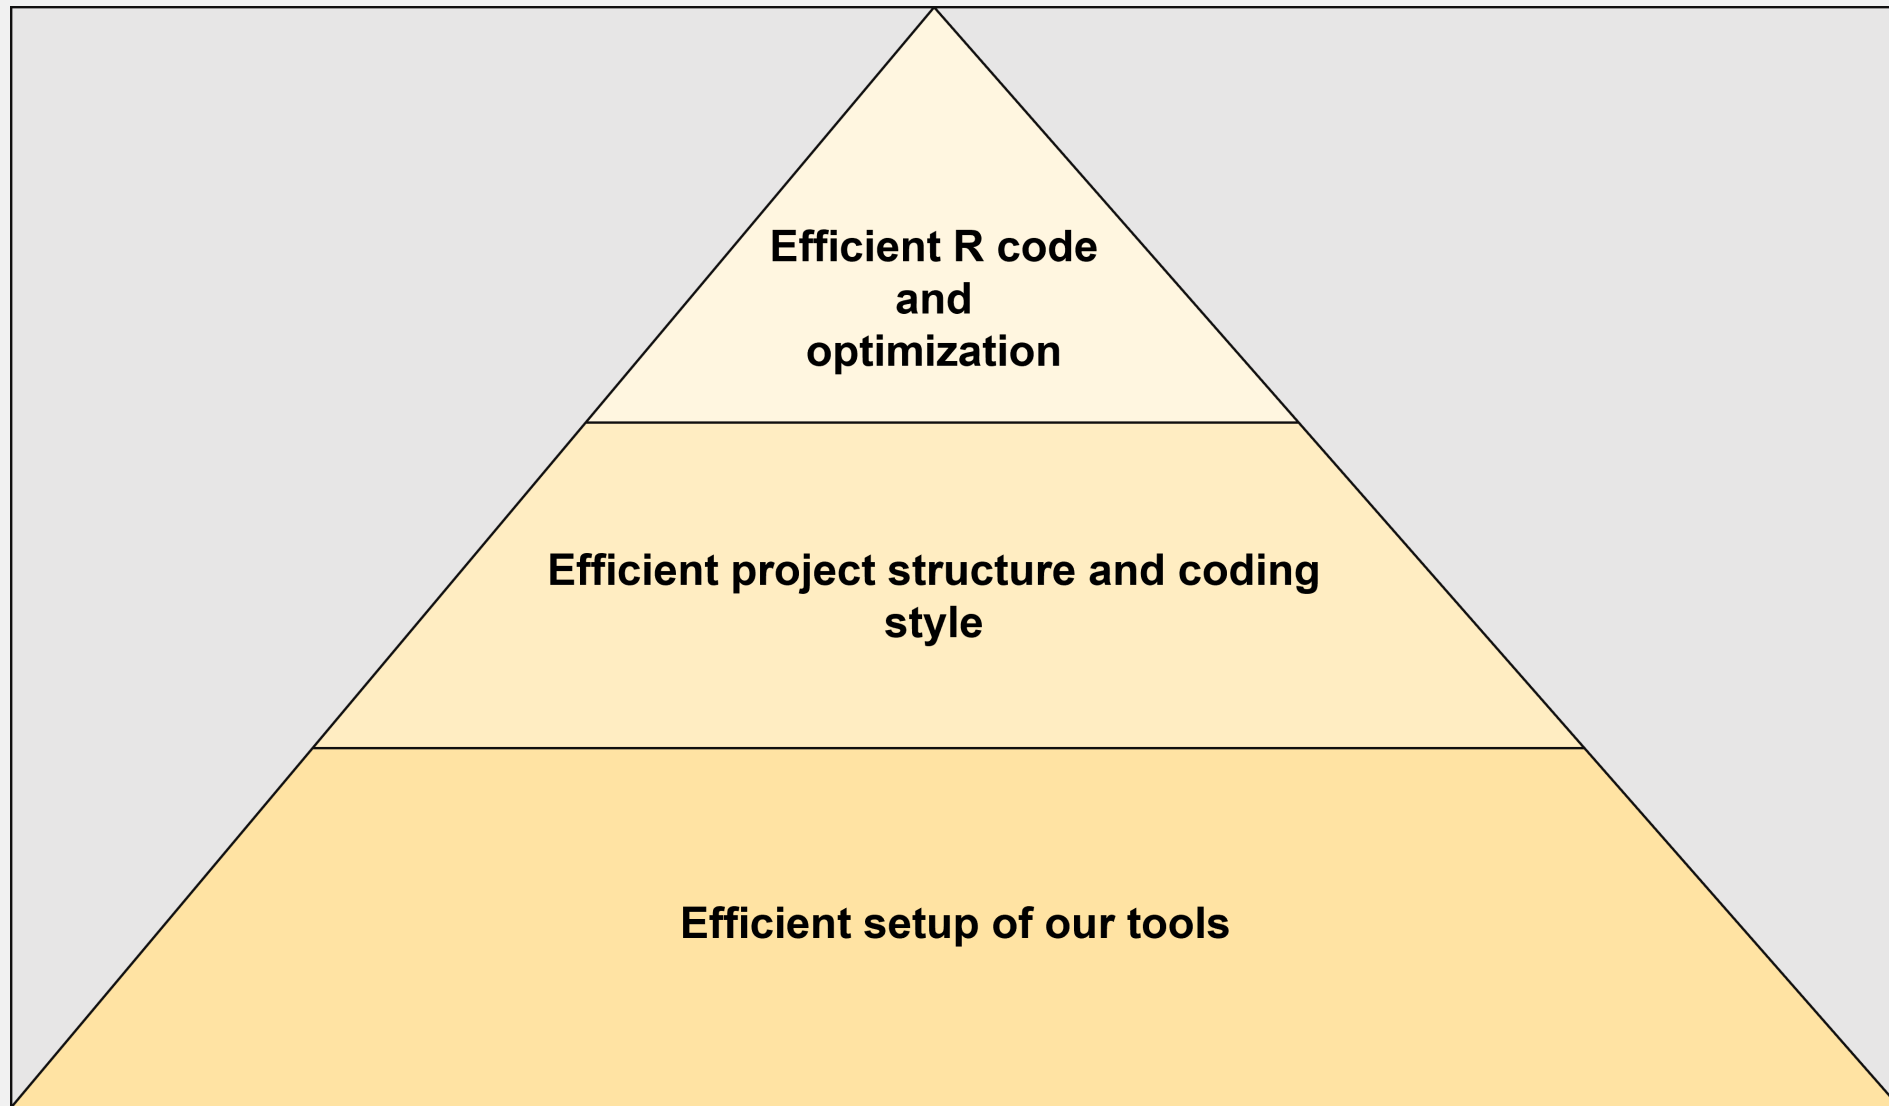 Efficient R code
and
optimization
Efficient project structure and coding
style
Efficient setup of our tools